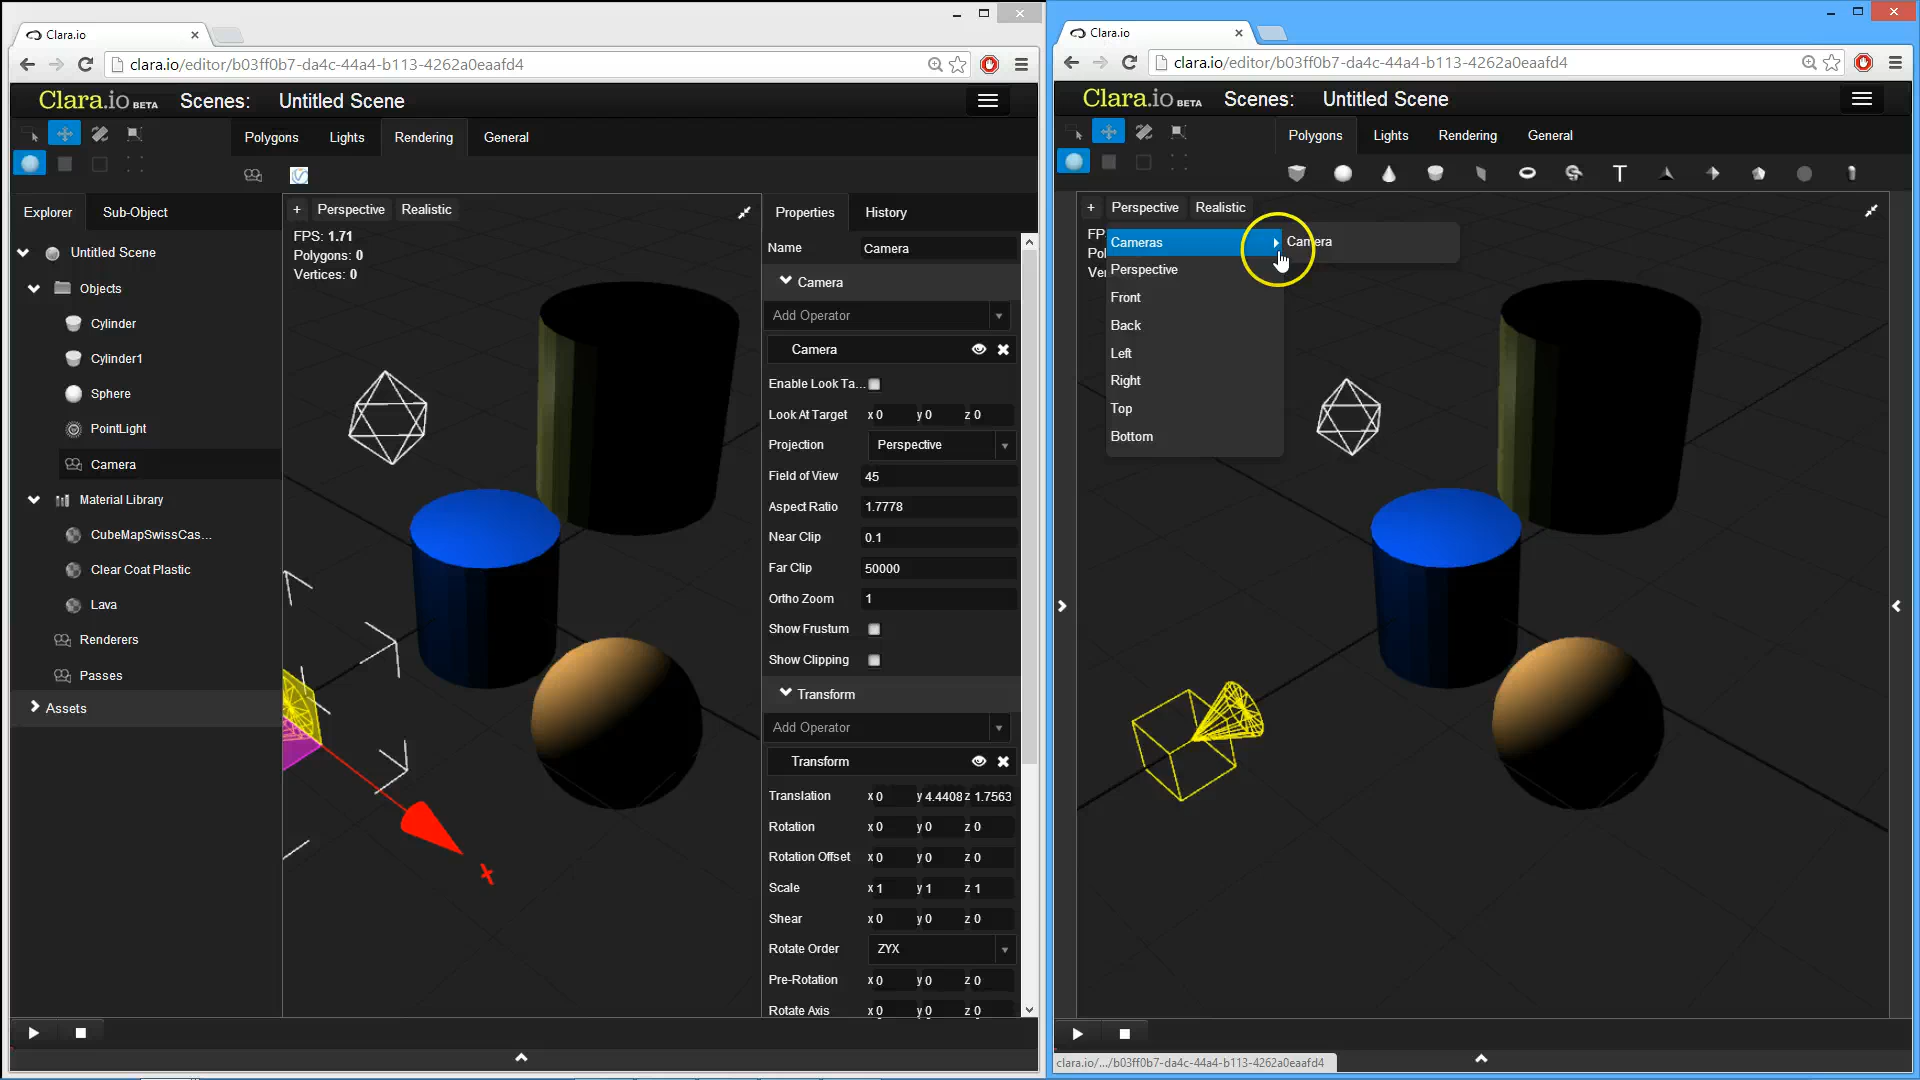 Clara.io
clara.io/editor/b03ff0b7-da4c-44a4-b113-4262a0eaafd4
Clara.io BETA Scenes: Untitled Scene
Polygons Lights Rendering General
Explorer Sub-Object
Untitled Scene
Objects
Cylinder
Cylinder1
Sphere
PointLight
Camera
Material Library
CubeMapSwissCas...
Clear Coat Plastic
Lava
Renderers
Passes
Assets
+ Perspective Realistic
FPS: 1.71
Polygons: 0
Vertices: 0
x
Properties History
Name Camera
Camera
Add Operator
Camera
Enable Look Ta...
Look At Target x 0 y 0 z 0
Projection Perspective
Field of View 45
Aspect Ratio 1.7778
Near Clip 0.1
Far Clip 50000
Ortho Zoom 1
Show Frustum
Show Clipping
Transform
Add Operator
Transform
Translation x 0 y 4.4408 z 1.7563
Rotation x 0 y 0 z 0
Rotation Offset x 0 y 0 z 0
Scale x 1 y 1 z 1
Shear x 0 y 0 z 0
Rotate Order ZYX
Pre-Rotation x 0 y 0 z 0
Rotate Axis x 0 y 0 z 0
Clara.io
clara.io/editor/b03ff0b7-da4c-44a4-b113-4262a0eaafd4
Clara.io BETA Scenes: Untitled Scene
Polygons Lights Rendering General
T
+ Perspective Realistic
FP
Pol
Ve
Cameras
Camera
Perspective
Front
Back
Left
Right
Top
Bottom
clara.io/.../b03ff0b7-da4c-44a4-b113-4262a0eaafd4